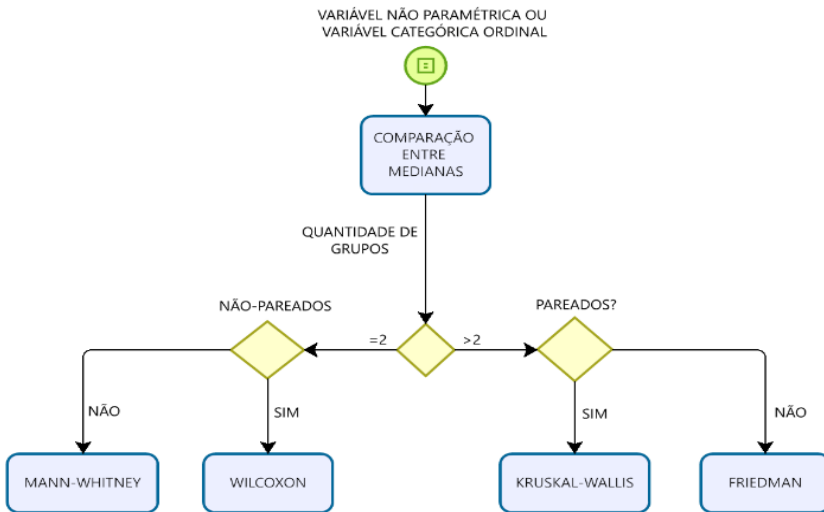 VARIÁVEL NÃO PARAMÉTRICA OU
VARIÁVEL CATEGÓRICA ORDINAL
COMPARAÇÃO
ENTRE
MEDIANAS
QUANTIDADE DE
GRUPOS
NÃO-PAREADOS
PAREADOS?
=2
>2
NÃO
SIM
SIM
NÃO
MANN-WHITNEY
WILCOXON
KRUSKAL-WALLIS
FRIEDMAN